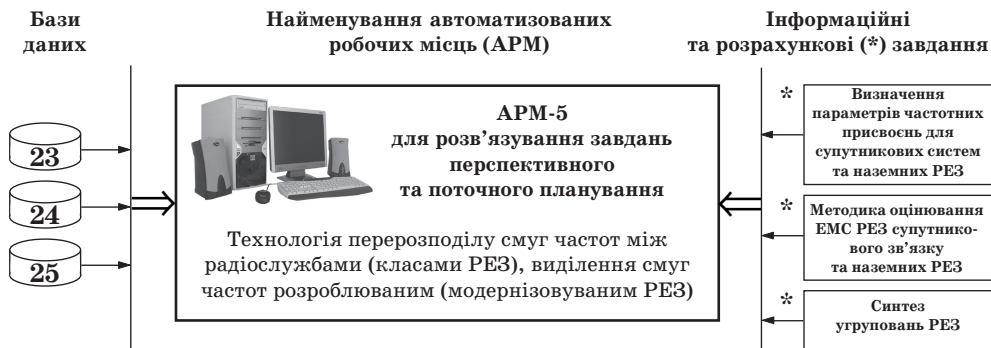 Бази
даних
Найменування автоматизованих
робочих місць (АРМ)
Інформаційні
та розрахункові (*) завдання
23
24
25
АРМ-5
для розв'язування завдань
перспективного
та поточного планування
Технологія перерозподілу смуг частот між
радіослужбами (класами РЕЗ), виділення смуг
частот розроблюваним (модернізовуваним РЕЗ)
*
Визначення
параметрів частотних
присвоєнь для
супутникових систем
та наземних РЕЗ
*
Методика оцінювання
ЕМС РЕЗ супутнико-
вого зв'язку
та наземних РЕЗ
*
Синтез
угруповань РЕЗ